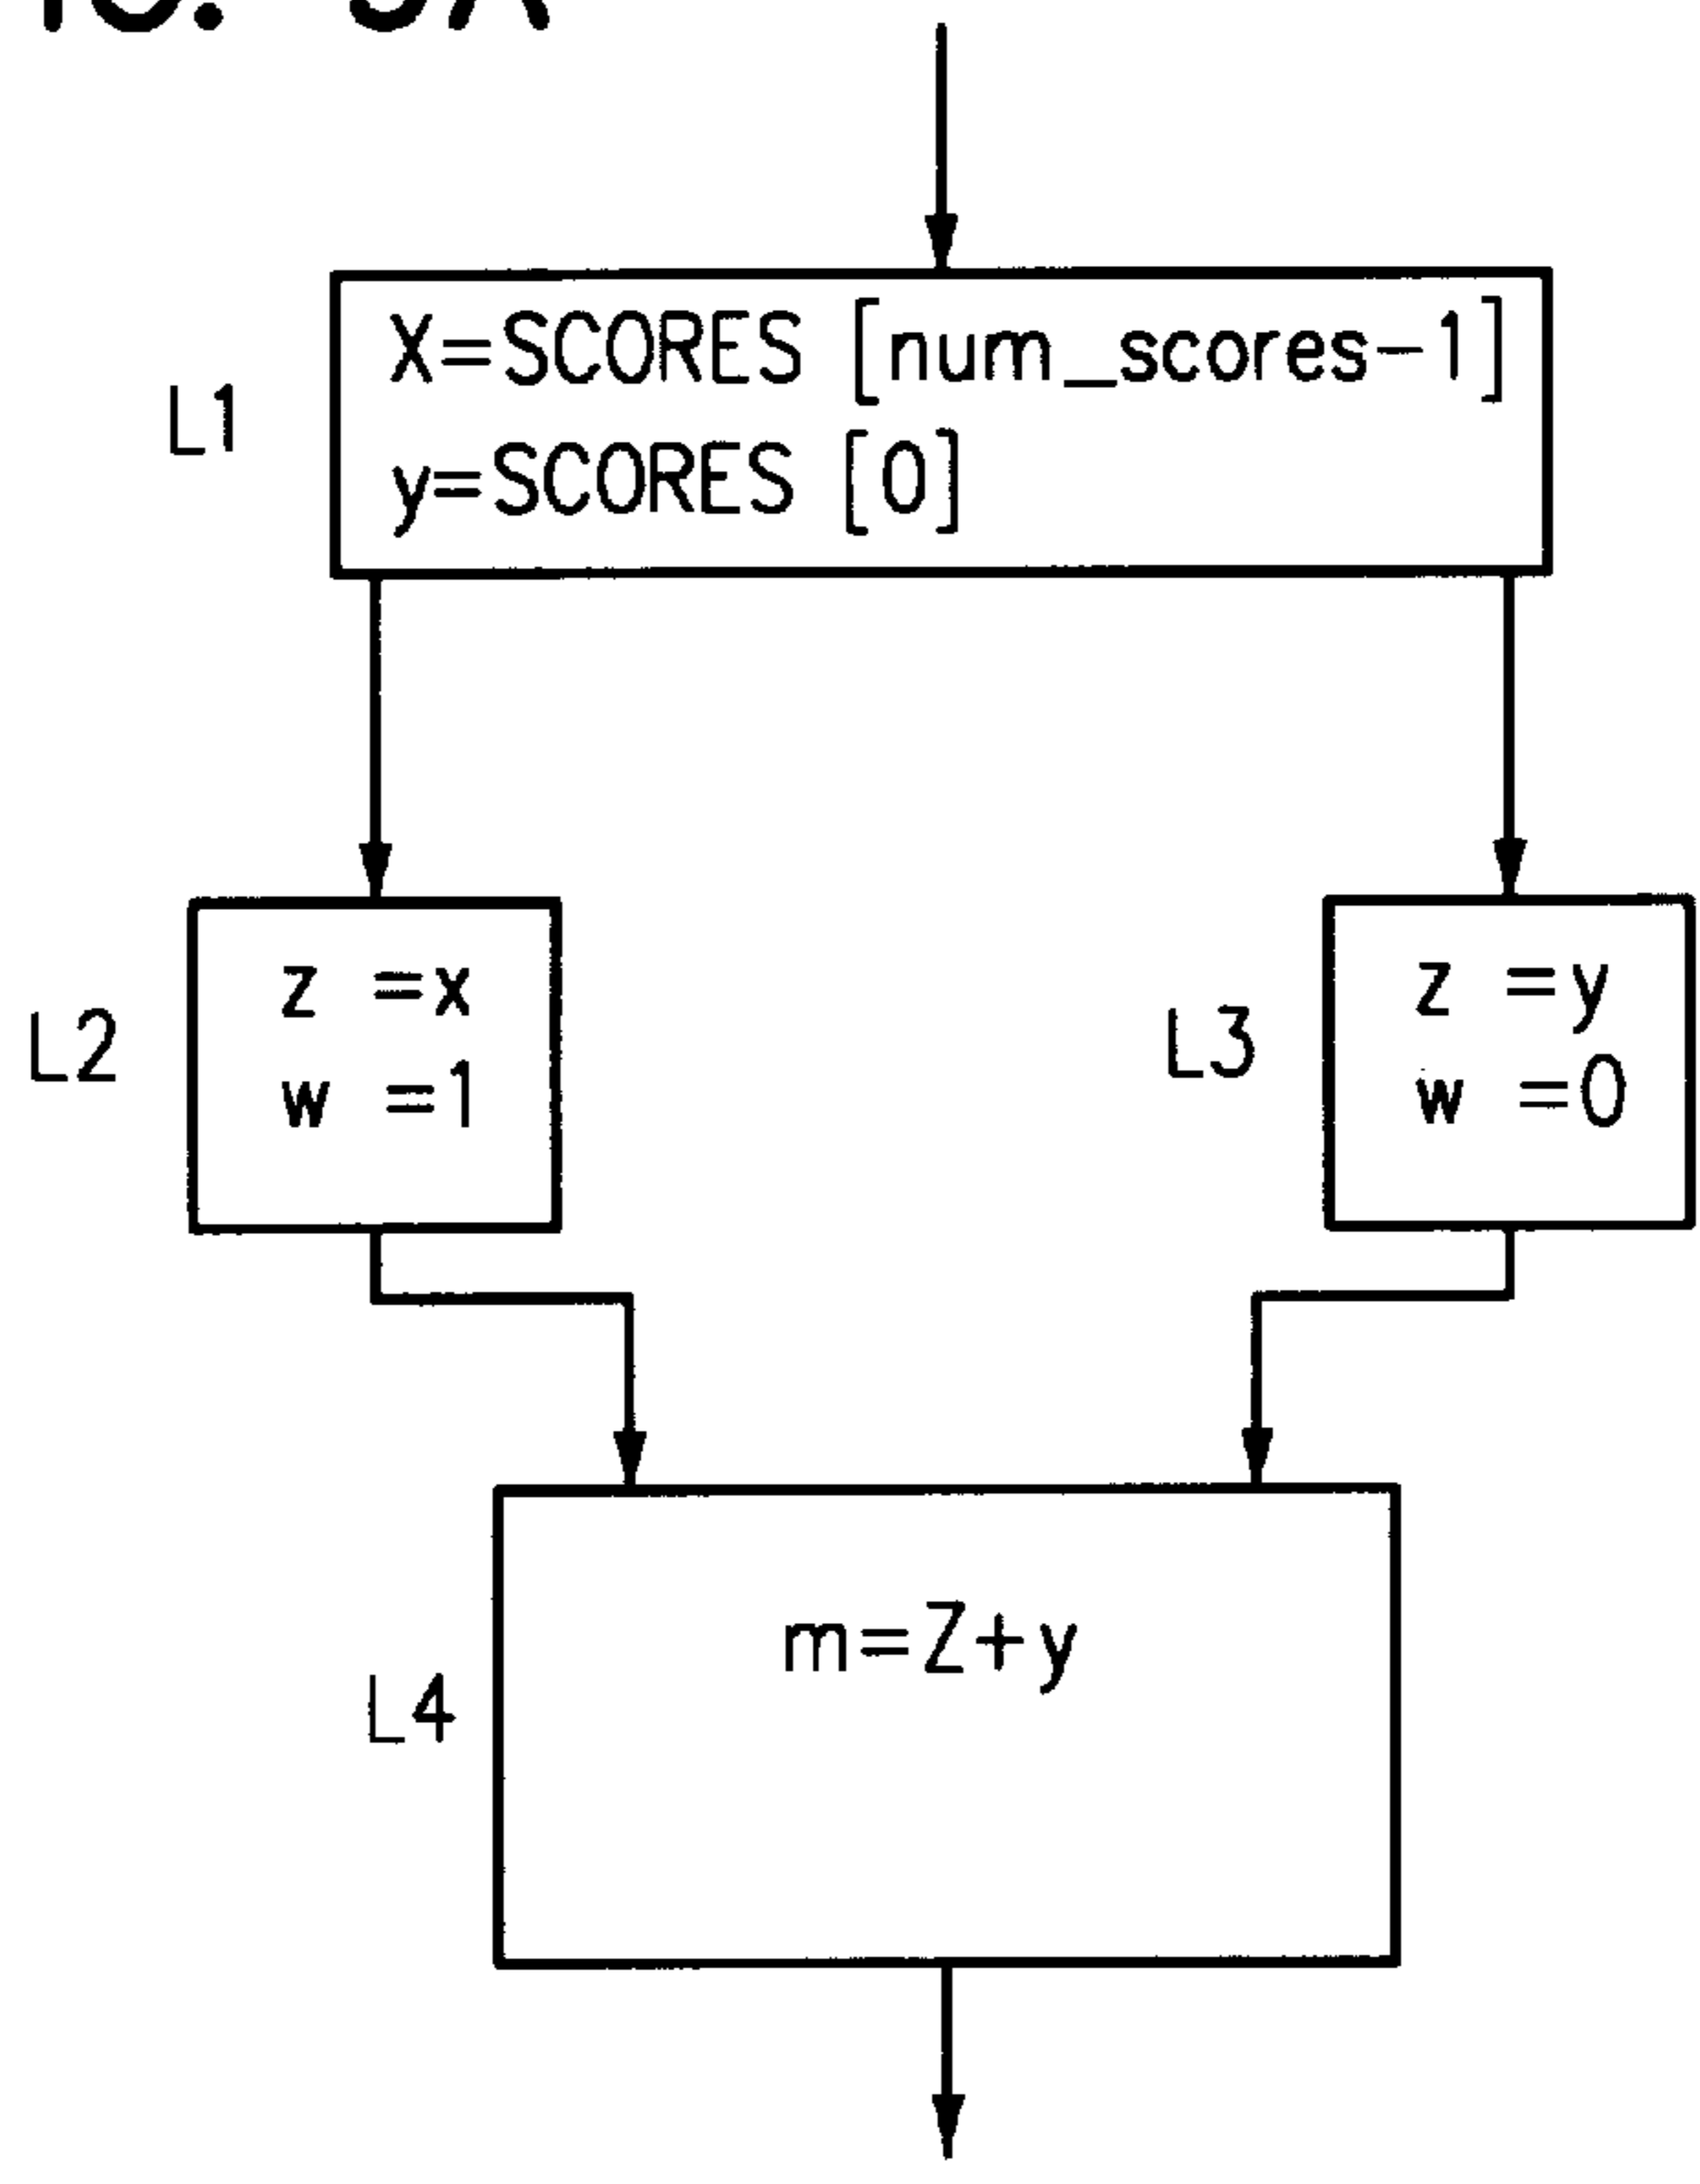 L1
X=SCORES [num_scores-1]
y=SCORES [0]
L2
z =x
w =1
L3
z =y
w =0
L4
m=Z+y